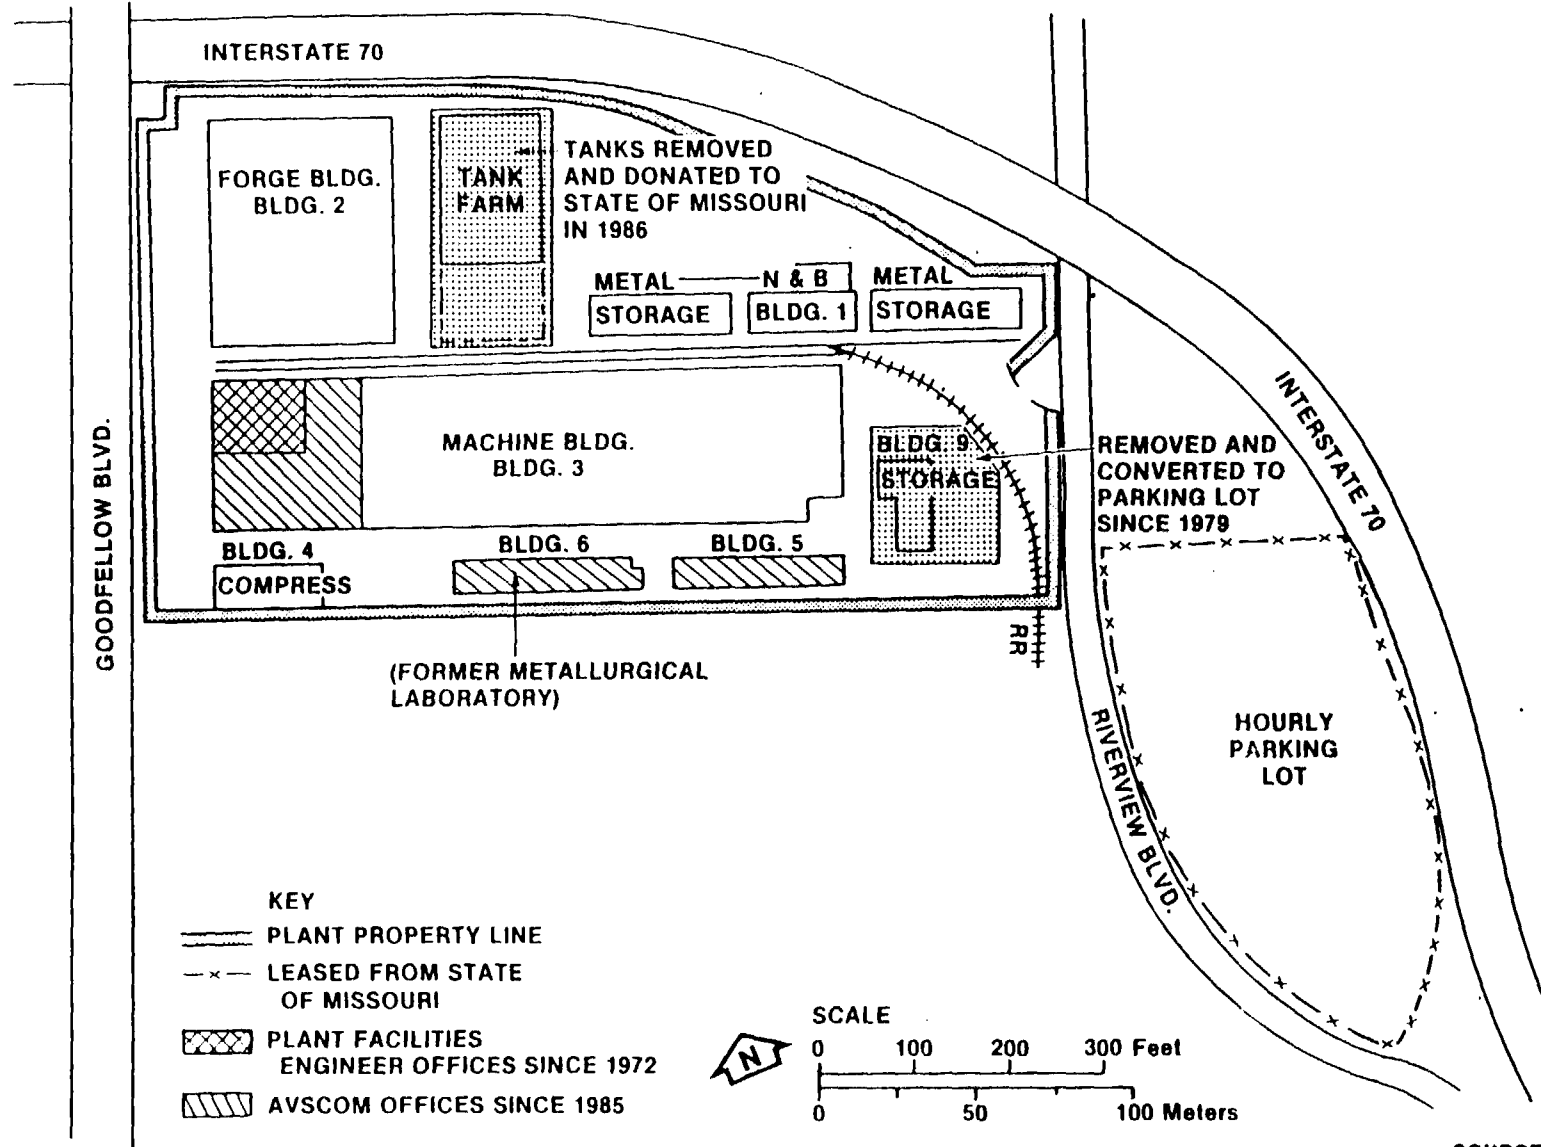 INTERSTATE 70
FORGE BLDG.
BLDG. 2
TANK
FARM
TANKS REMOVED
AND DONATED TO
STATE OF MISSOURI
IN 1986
METAL
STORAGE
N & B
BLDG. 1
METAL
STORAGE
GOODFELLOW BLVD.
MACHINE BLDG.
BLDG. 3
BLDG. 9
STORAGE
REMOVED AND
CONVERTED TO
PARKING LOT
SINCE 1979
INTERSTATE 70
BLDG. 4
COMPRESS
BLDG. 6
BLDG. 5
RR
(FORMER METALLURGICAL
LABORATORY)
RIVERVIEW BLVD.
HOURLY
PARKING
LOT
KEY
PLANT PROPERTY LINE
LEASED FROM STATE
OF MISSOURI
PLANT FACILITIES
ENGINEER OFFICES SINCE 1972
AVSCOM OFFICES SINCE 1985
N
SCALE
0 100 200 300 Feet
0 50 100 Meters